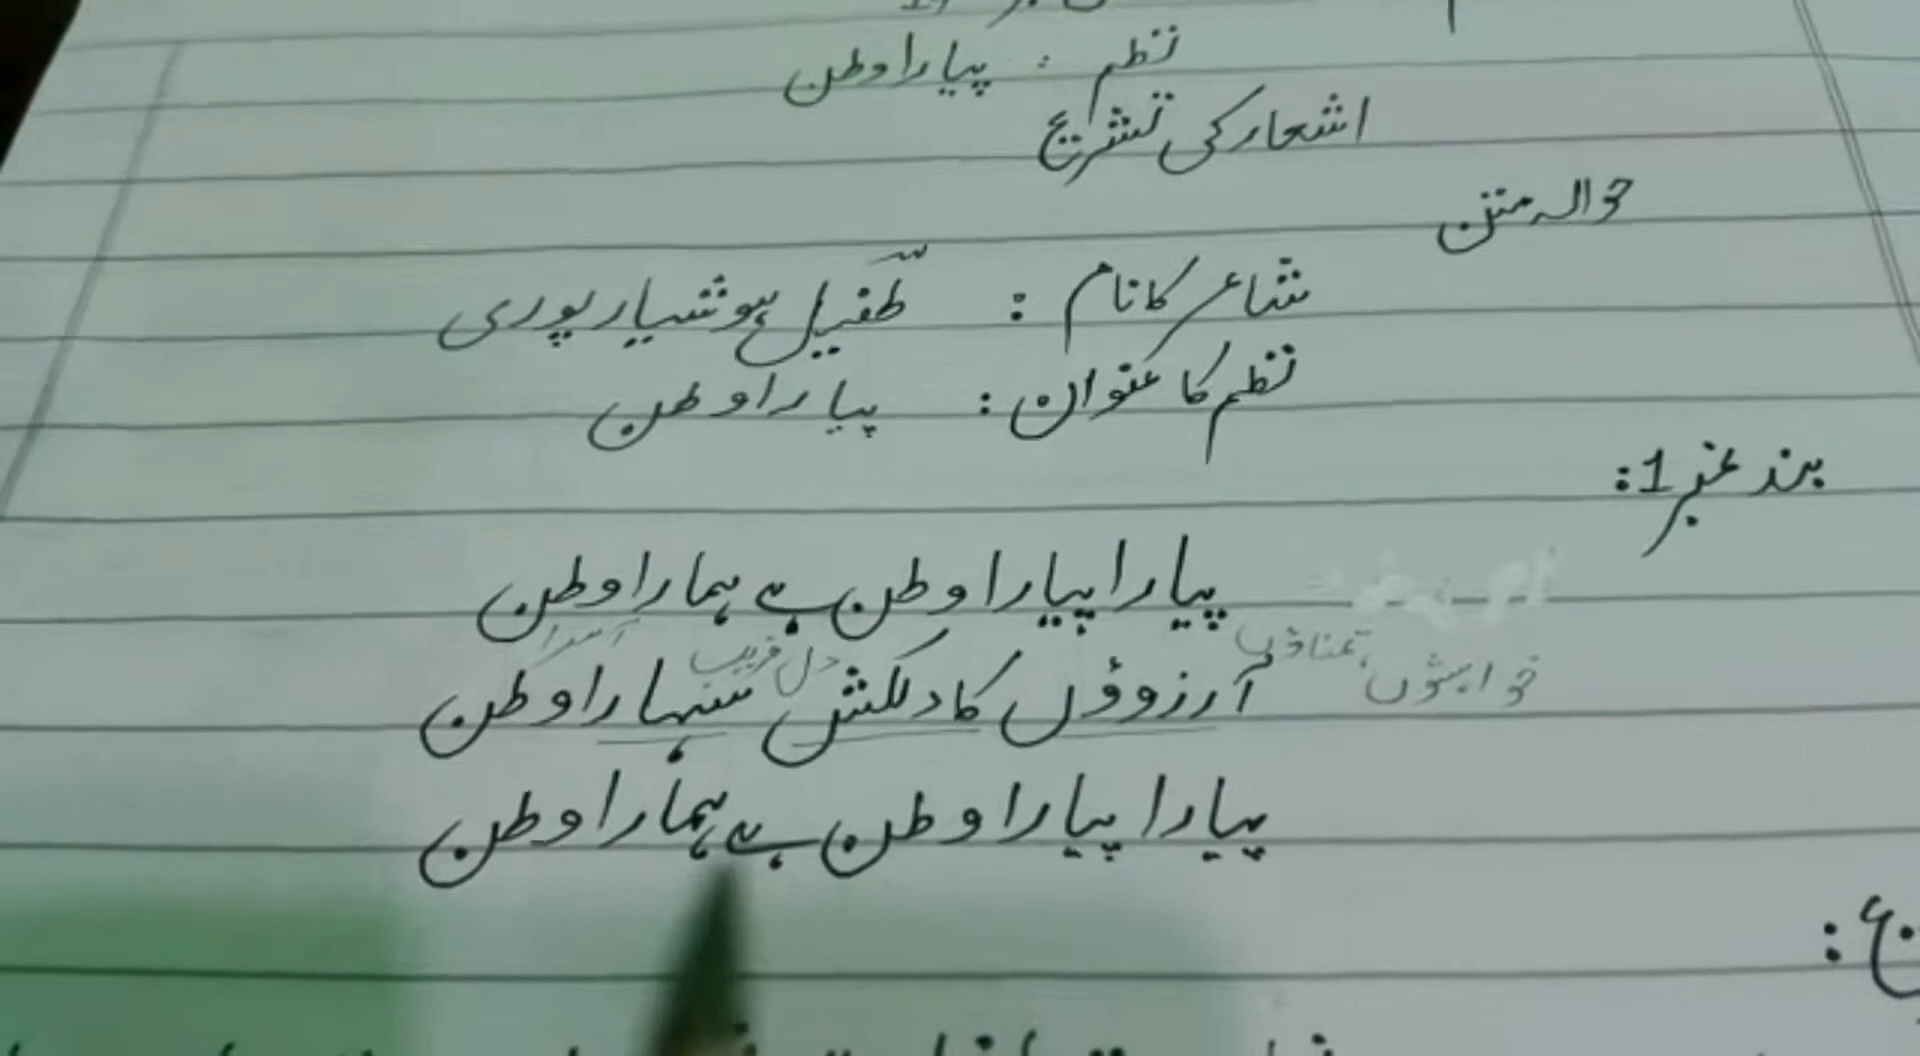 نظم : پیارا وطن
اشعار کی تشریح
حوالہ متن
شاعر کا نام : طفیل ہوشیارپوری
نظم کا عنوان : پیارا وطن
بند نمبر 1:
پیارا پیارا وطن ہے ہمارا وطن
خواہشوں، تمناؤں دل فریب آسرا
آرزوؤں کا دلکش سہارا وطن
پیارا پیارا وطن ہے ہمارا وطن